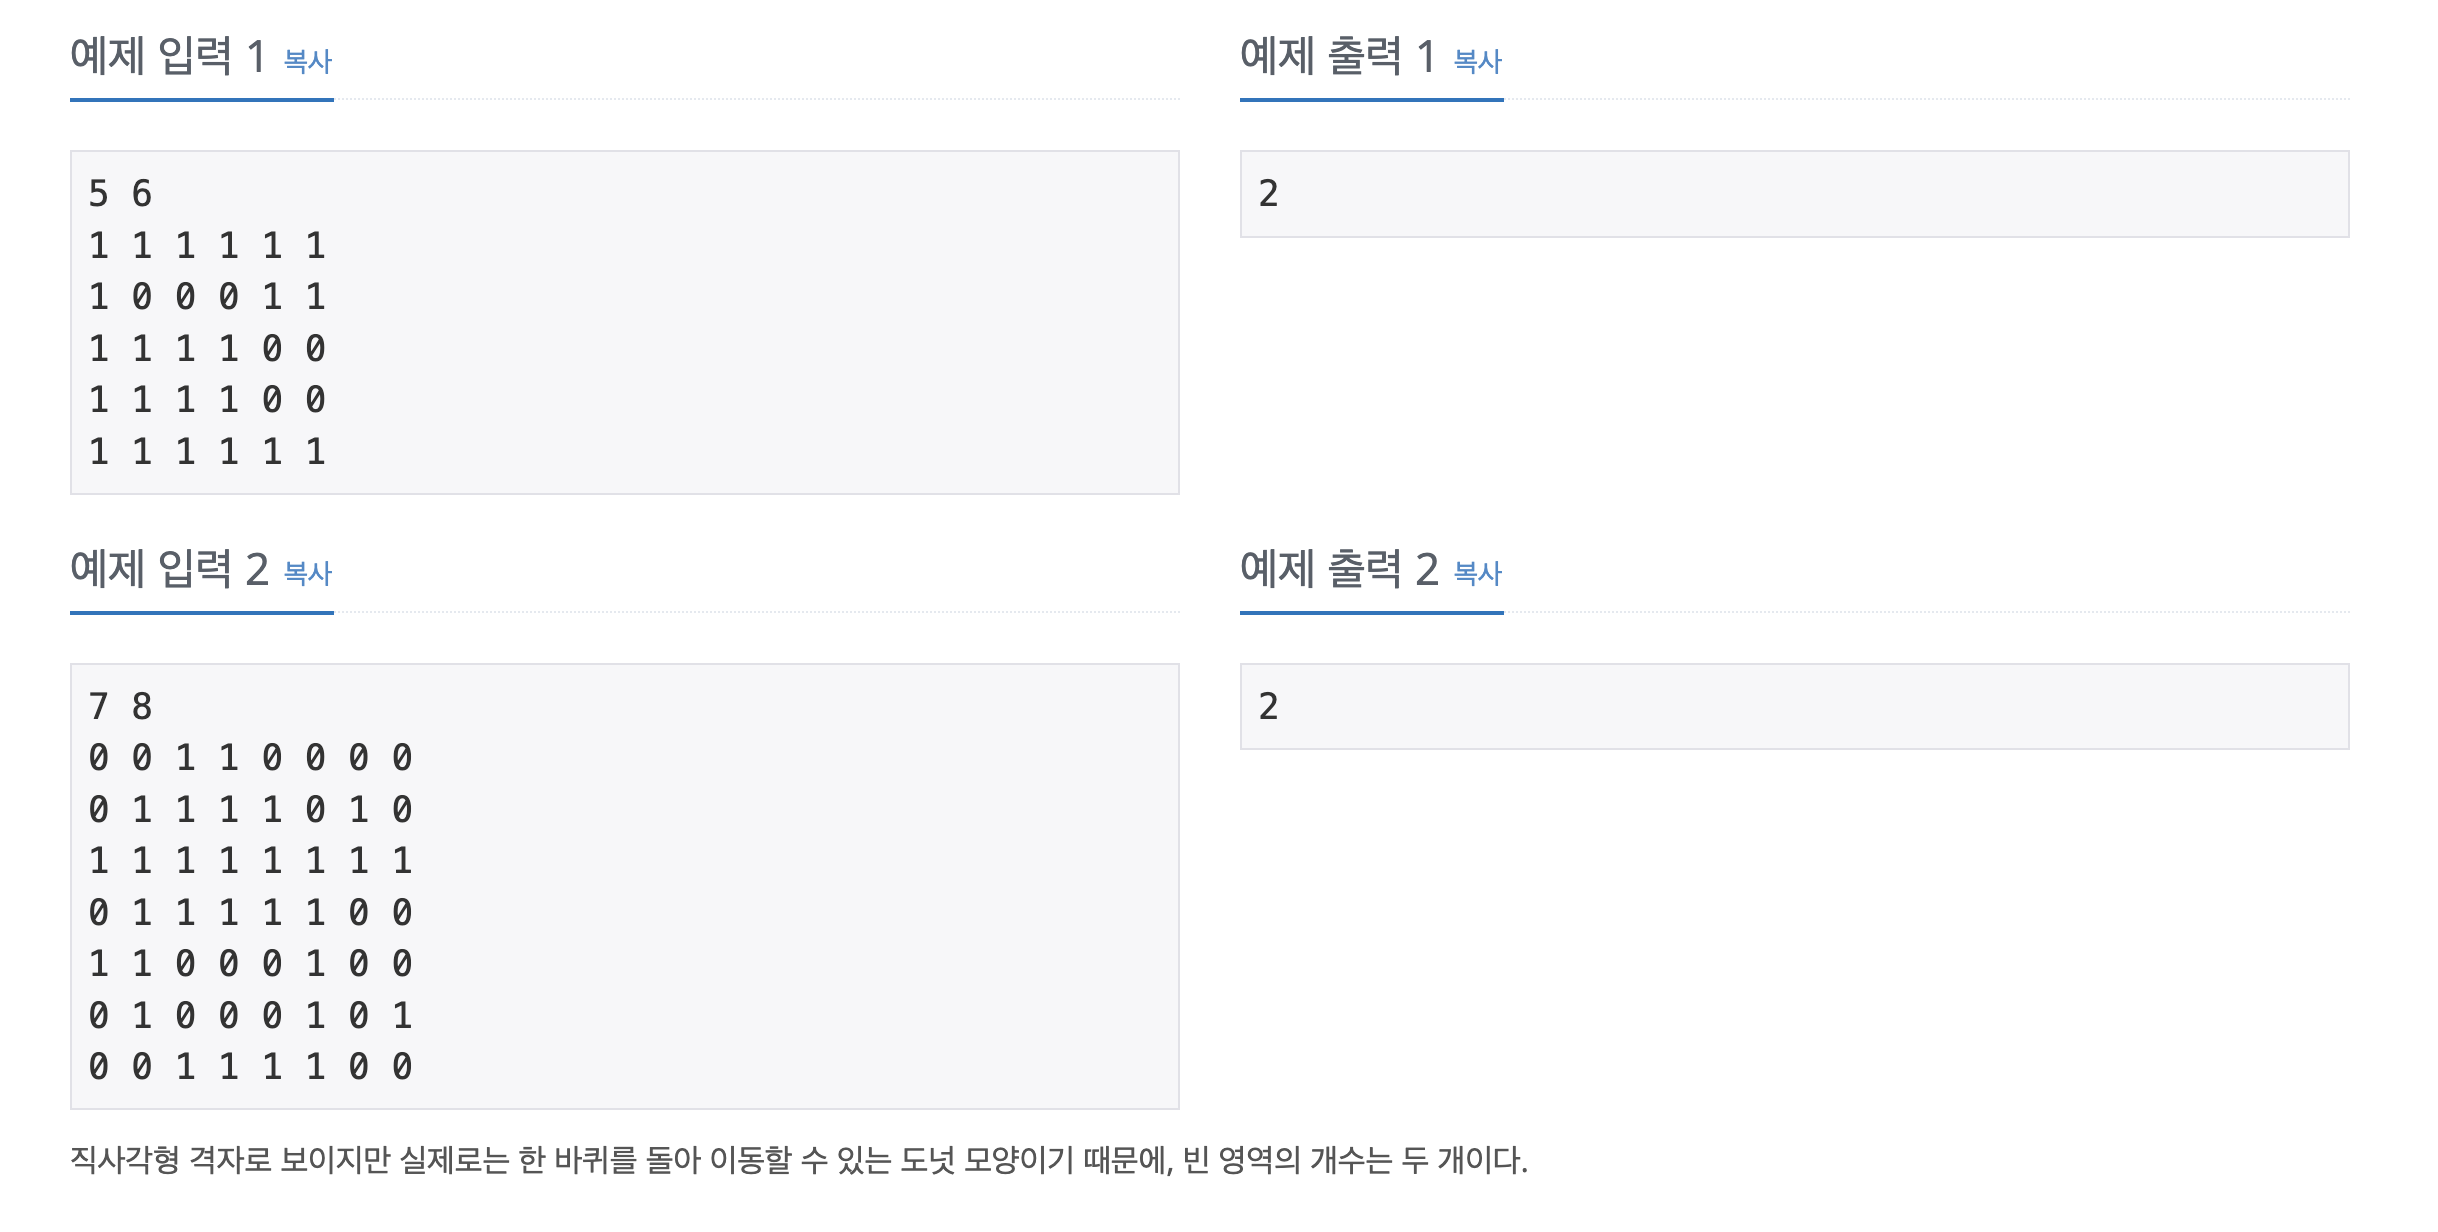 예제 입력 1 복사
5 6
1 1 1 1 1 1
1 0 0 0 1 1
1 1 1 1 0 0
1 1 1 1 0 0
1 1 1 1 1 1
예제 출력 1 복사
2
예제 입력 2 복사
7 8
0 0 1 1 0 0 0 0
0 1 1 1 1 0 1 0
1 1 1 1 1 1 1 1
0 1 1 1 1 1 0 0
1 1 0 0 0 1 0 0
0 1 0 0 0 1 0 1
0 0 1 1 1 1 0 0
예제 출력 2 복사
2
직사각형 격자로 보이지만 실제로는 한 바퀴를 돌아 이동할 수 있는 도넛 모양이기 때문에, 빈 영역의 개수는 두 개이다.